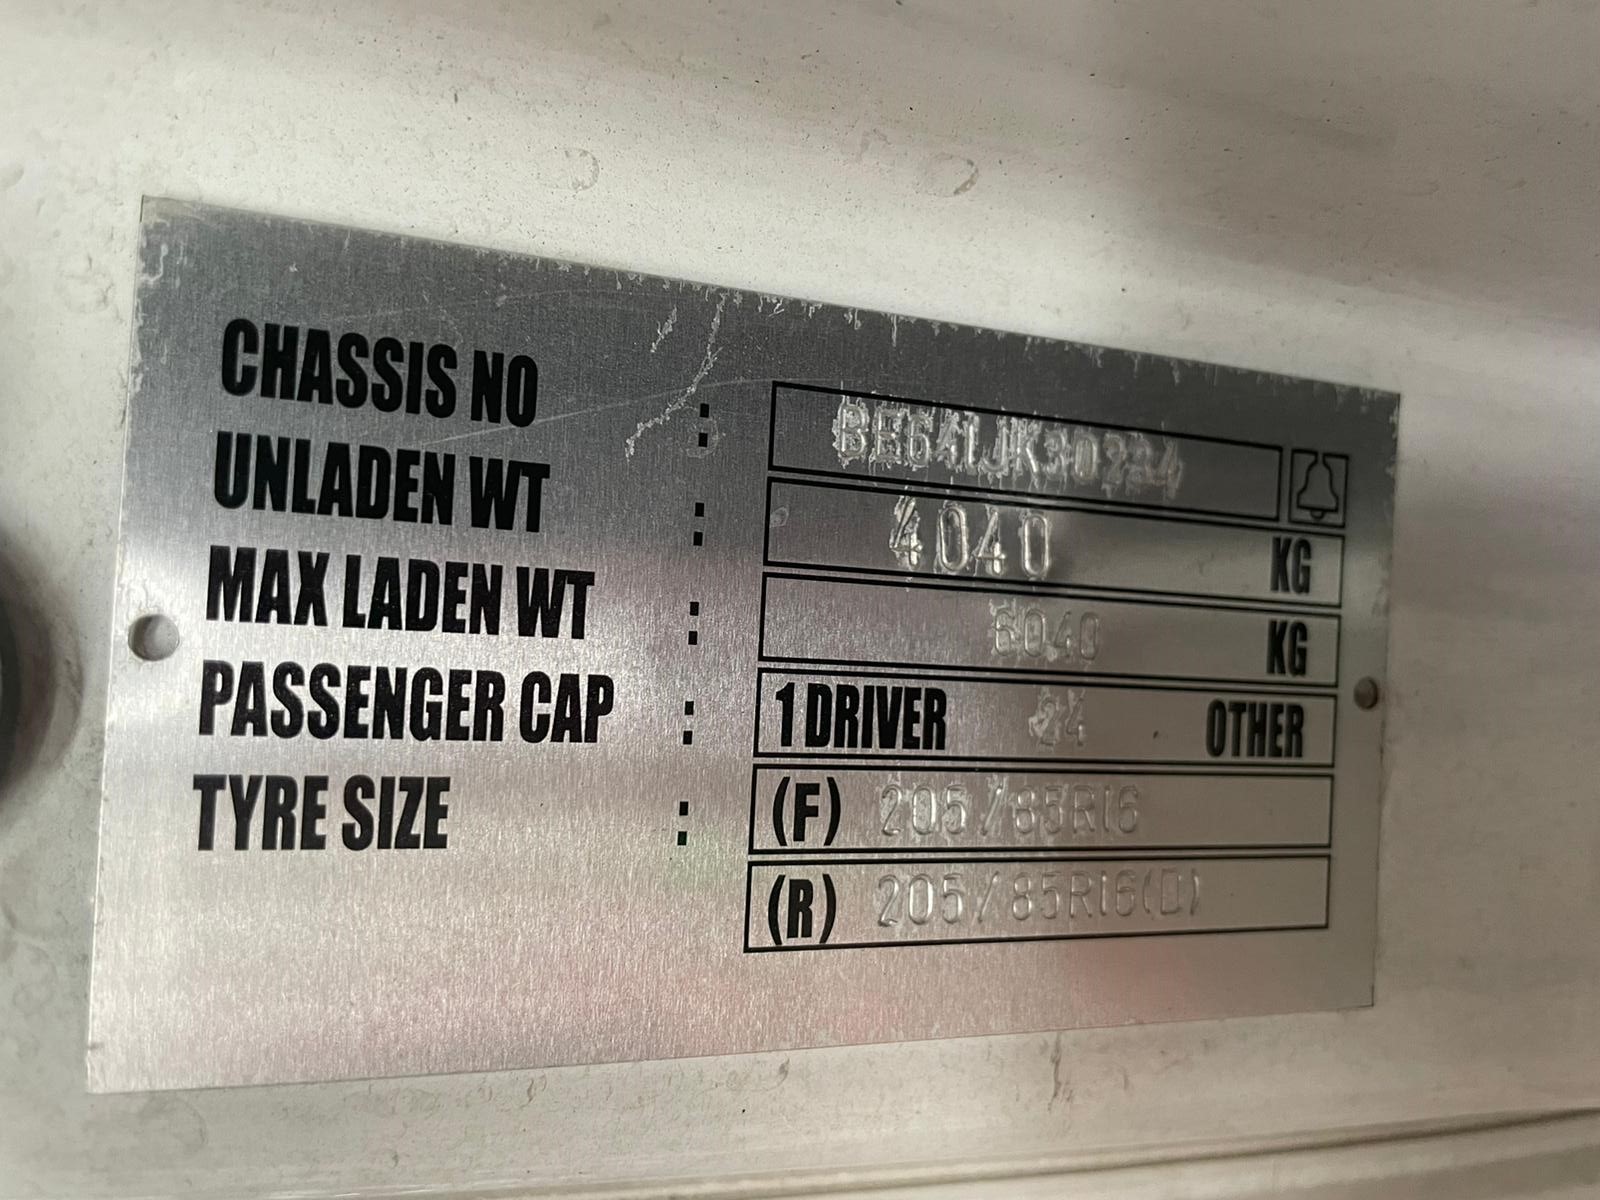 CHASSIS NO : BE641JK30224
UNLADEN WT : 4040 KG
MAX LADEN WT : 6040 KG
PASSENGER CAP : 1 DRIVER 24 OTHER
TYRE SIZE : (F) 205/85R16
(R) 205/85R16(D)